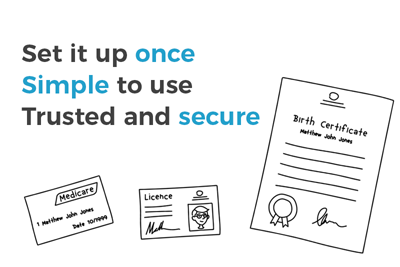 Set it up once
Simple to use
Trusted and secure
Birth Certificate
Matthew John Jones
Medicare
1 Matthew John Jones
Date 10/1999
Licence